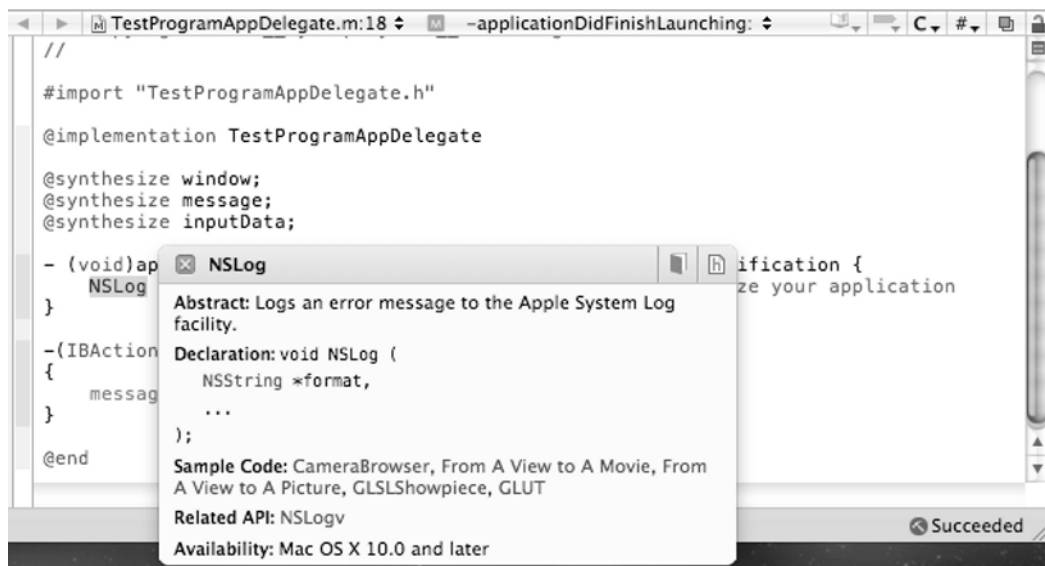 TestProgramAppDelegate.m:18 M -applicationDidFinishLaunching: C #
//
#import "TestProgramAppDelegate.h"
@implementation TestProgramAppDelegate
@synthesize window;
@synthesize message;
@synthesize inputData;
- (void)ap ification {
NSLog ze your application
}
-(IBAction
{
messag
}
@end
NSLog h
Abstract: Logs an error message to the Apple System Log
facility.
Declaration: void NSLog (
NSString *format,
...
);
Sample Code: CameraBrowser, From A View to A Movie, From
A View to A Picture, GLSLShowpiece, GLUT
Related API: NSLogv
Availability: Mac OS X 10.0 and later
Succeeded